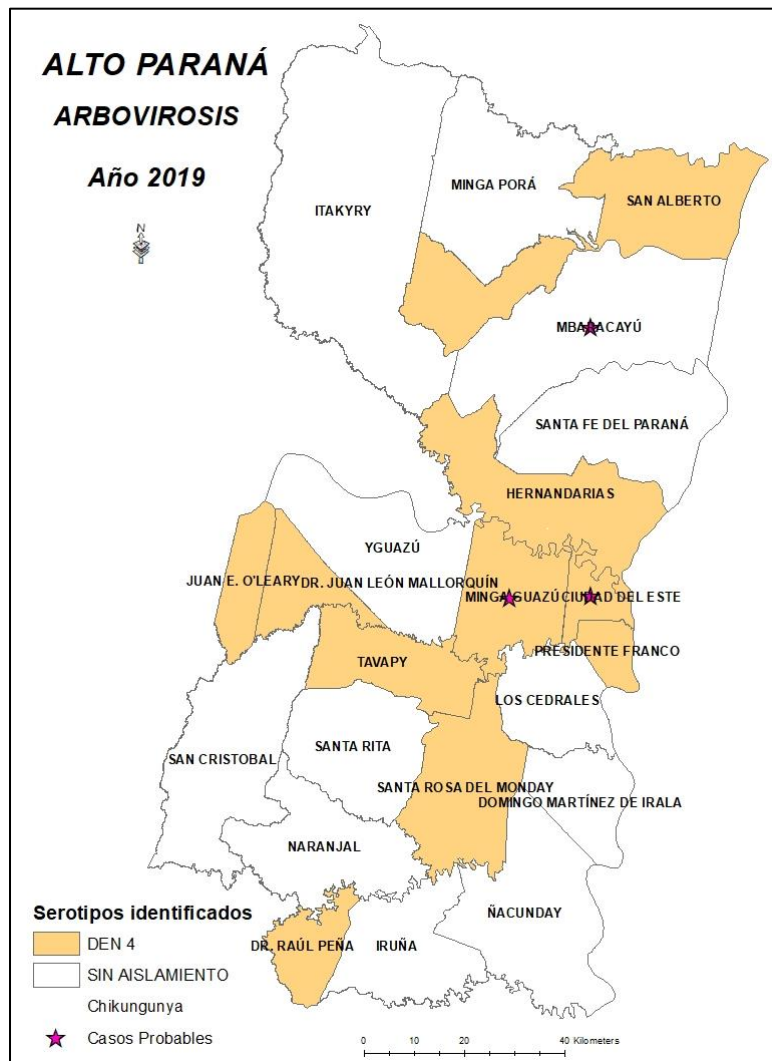 ALTO PARANÁ
ARBOVIROSIS
Año 2019
N
ITAKYRY
MINGA PORÁ
SAN ALBERTO
MBARACAYÚ
SANTA FE DEL PARANÁ
HERNANDARIAS
YGUAZÚ
JUAN E. O'LEARY
DR. JUAN LEÓN MALLORQUÍN
MINGA GUAZÚ
CIUDAD DEL ESTE
PRESIDENTE FRANCO
TAVAPY
LOS CEDRALES
SANTA RITA
SAN CRISTOBAL
SANTA ROSA DEL MONDAY
DOMINGO MARTÍNEZ DE IRALA
NARANJAL
ÑACUNDAY
DR. RAÚL PEÑA
IRUÑA
Serotipos identificados
DEN 4
SIN AISLAMIENTO
Chikungunya
Casos Probables
0 20 40 Kilometers